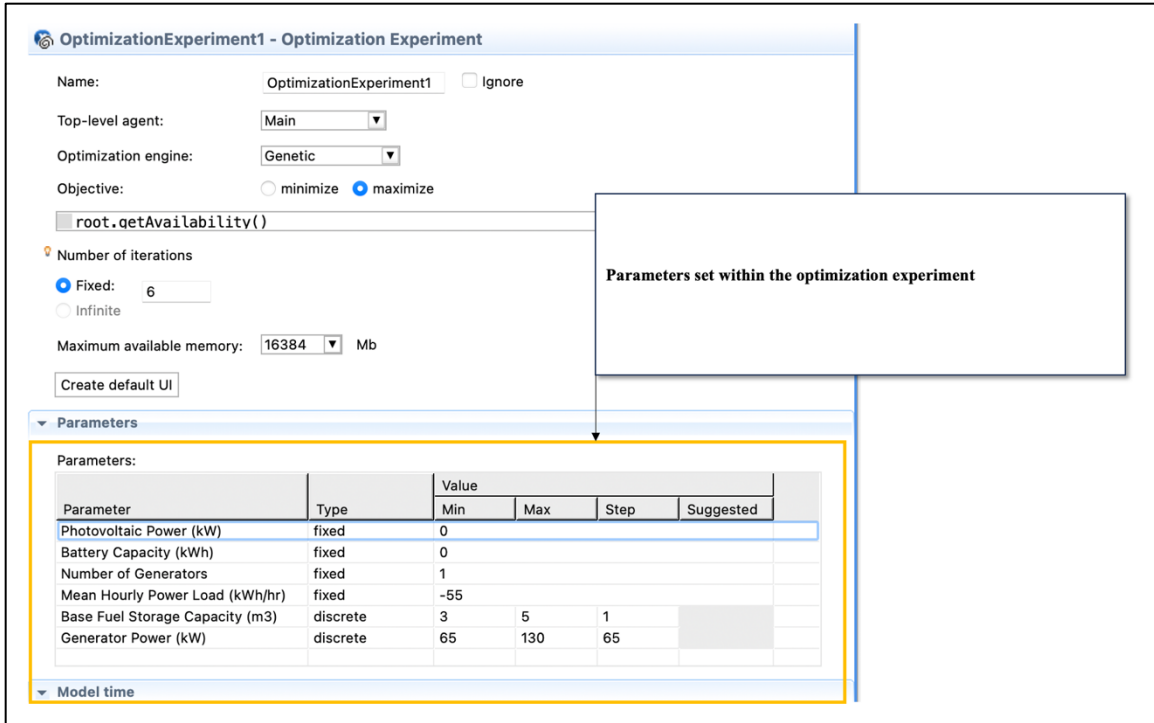 OptimizationExperiment1 - Optimization Experiment
Name: OptimizationExperiment1 Ignore
Top-level agent: Main
Optimization engine: Genetic
Objective: minimize maximize
root.getAvailability()
Number of iterations
Fixed: 6
Infinite
Maximum available memory: 16384 Mb
Create default UI
Parameters set within the optimization experiment
Parameters
Parameters:
Value
Parameter Type Min Max Step Suggested
Photovoltaic Power (kW) fixed 0
Battery Capacity (kWh) fixed 0
Number of Generators fixed 1
Mean Hourly Power Load (kWh/hr) fixed -55
Base Fuel Storage Capacity (m3) discrete 3 5 1
Generator Power (kW) discrete 65 130 65
Model time